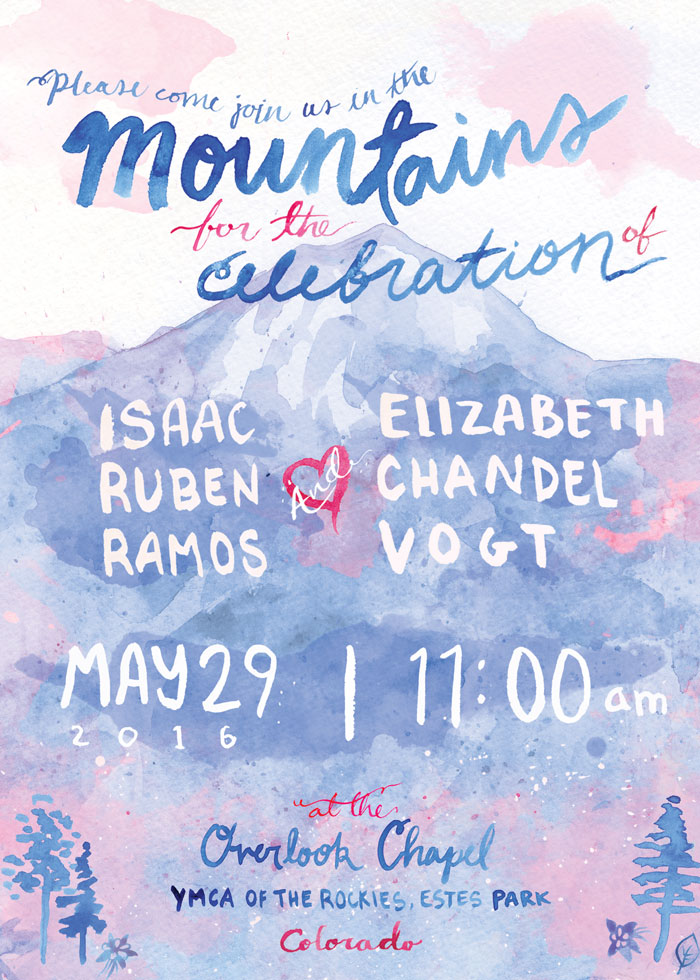 Please come join us in the
Mountains
for the
Celebration of
ISAAC
RUBEN
RAMOS
And
ELIZABETH
CHANDEL
VOGT
MAY 29 | 11:00 am
2016
at the
Overlook Chapel
YMCA OF THE ROCKIES, ESTES PARK
Colorado